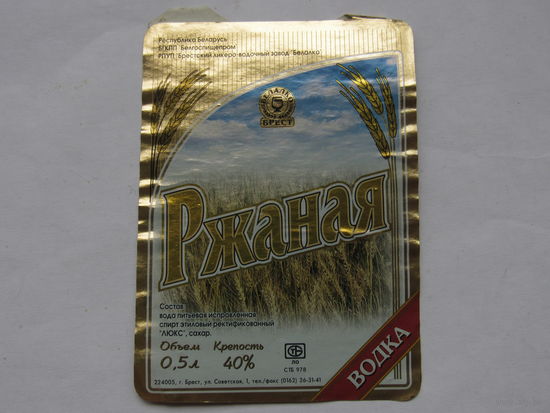 Республика Беларусь
БГКПП "Белгоспищепром"
РПУП "Брестский ликеро-водочный завод "Белалко"
БЕЛАЛКО
БРЕСТ
Ржаная
Состав
вода питьевая исправленная
спирт этиловый ректификованный
"ЛЮКС", сахар.
Объем Крепость
0,5л 40%
ЛО
СТБ 978
ВОДКА
224005, г. Брест, ул. Советская, 1, тел./факс (0162) 26-31-41